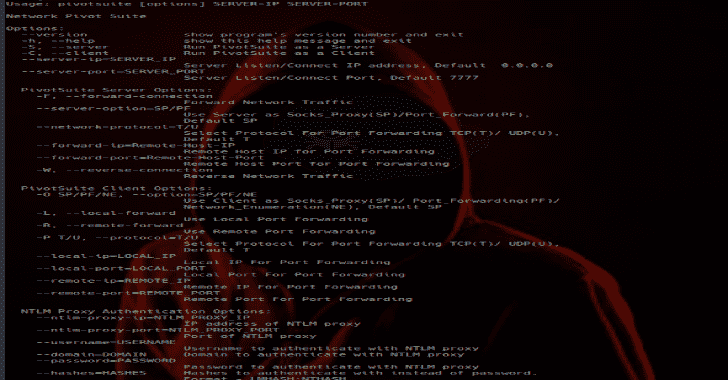 Usage: pivotsuite [options] SERVER-IP SERVER-PORT
Network Pivot Suite
Options:
--version show program's version number and exit
-h, --help show this help message and exit
-S, --server Run PivotSuite as a Server
-C, --client Run PivotSuite as a Client
--server-ip=SERVER_IP
Server Listen/Connect IP address, Default 0.0.0.0
--server-port=SERVER_PORT
Server Listen/Connect Port, Default 7777
PivotSuite Server Options:
-F, --forward-connection
Forward Network Traffic
--server-option=SP/PF
Use Server as Socks_Proxy(SP)/Port_Forward(PF),
Default SP
--network-protocol=T/U
Select Protocol For Port Forwarding TCP(T)/ UDP(U),
Default T
--forward-ip=Remote-Host-IP
Remote Host IP for Port Forwarding
--forward-port=Remote-Host-Port
Remote Host Port for Port Forwarding
-W, --reverse-connection
Reverse Network Traffic
PivotSuite Client Options:
-O SP/PF/NE, --option=SP/PF/NE
Use Client as Socks_Proxy(SP)/ Port_Forwarding(PF)/
Network_Enumeration(NE), Default SP
-L, --local-forward
Use Local Port Forwarding
-R, --remote-forward
Use Remote Port Forwarding
-P T/U, --protocol=T/U
Select Protocol For Port Forwarding TCP(T)/ UDP(U),
Default T
--local-ip=LOCAL_IP
Local IP For Port Forwarding
--local-port=LOCAL_PORT
Local Port For Port Forwarding
--remote-ip=REMOTE_IP
Remote IP For Port Forwarding
--remote-port=REMOTE_PORT
Remote Port For Port Forwarding
NTLM Proxy Authentication Options:
--ntlm-proxy-ip=NTLM_PROXY_IP
IP address of NTLM proxy
--ntlm-proxy-port=NTLM_PROXY_PORT
Port of NTLM proxy
--username=USERNAME
Username to authenticate with NTLM proxy
--domain=DOMAIN Domain to authenticate with NTLM proxy
--password=PASSWORD
Password to authenticate with NTLM proxy
--hashes=HASHES Hashes to authenticate with instead of password.
Format - LMHASH:NTHASH